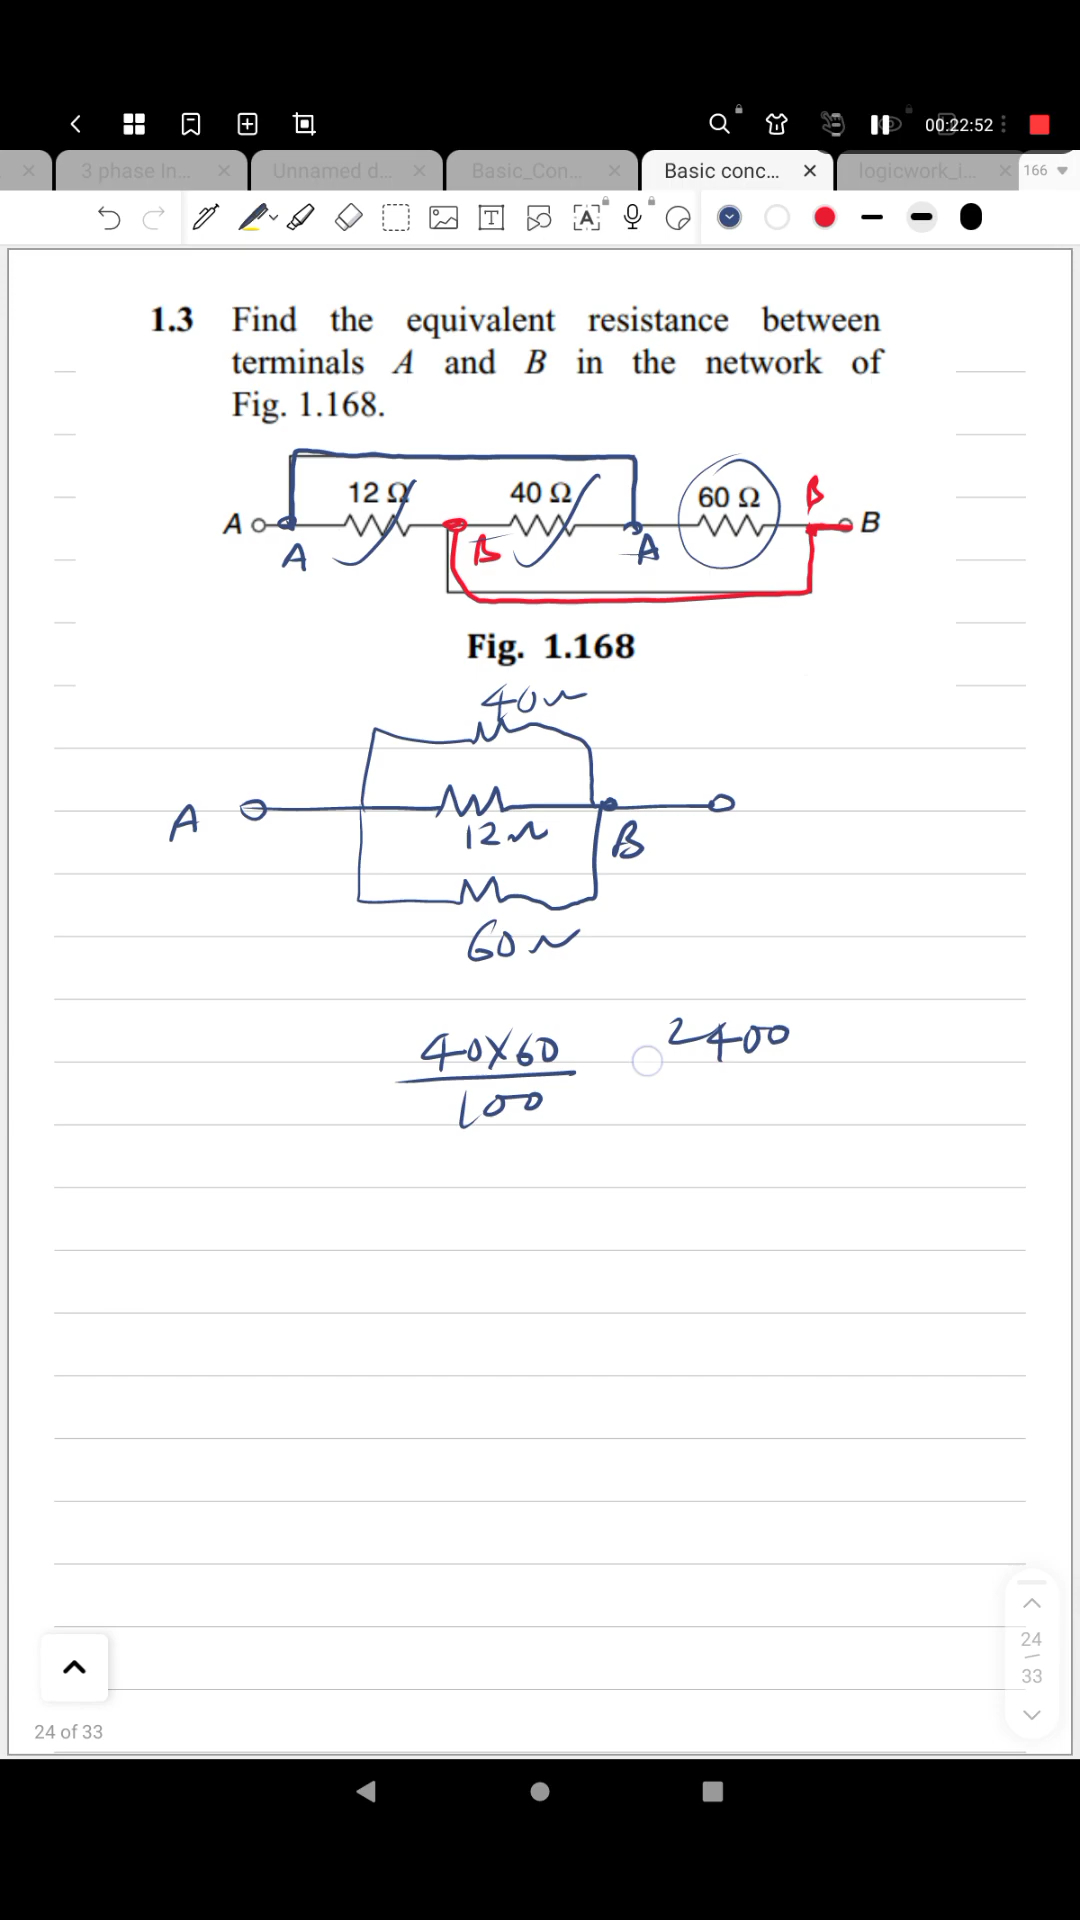 00:22:52
3 phase In...
Unnamed d...
Basic_Con...
Basic conc...
logicwork_i...
166
1.3 Find the equivalent resistance between
terminals A and B in the network of
Fig. 1.168.
12 Ω 40 Ω 60 Ω B
A B
A B A
Fig. 1.168
40Ω
A
12Ω B
60Ω
40X60 2400
100
24
33
24 of 33